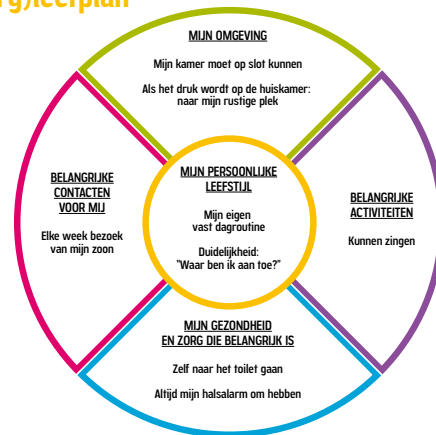 rg)leefplan
MIJN OMGEVING
Mijn kamer moet op slot kunnen
Als het druk wordt op de huiskamer:
naar mijn rustige plek
BELANGRIJKE
CONTACTEN
VOOR MIJ
Elke week bezoek
van mijn zoon
MIJN PERSOONLIJKE
LEEFSTIJL
Mijn eigen
vast dagroutine
Duidelijkheid:
"Waar ben ik aan toe?"
BELANGRIJKE
ACTIVITEITEN
Kunnen zingen
MIJN GEZONDHEID
EN ZORG DIE BELANGRIJK IS
Zelf naar het toilet gaan
Altijd mijn halsalarm om hebben